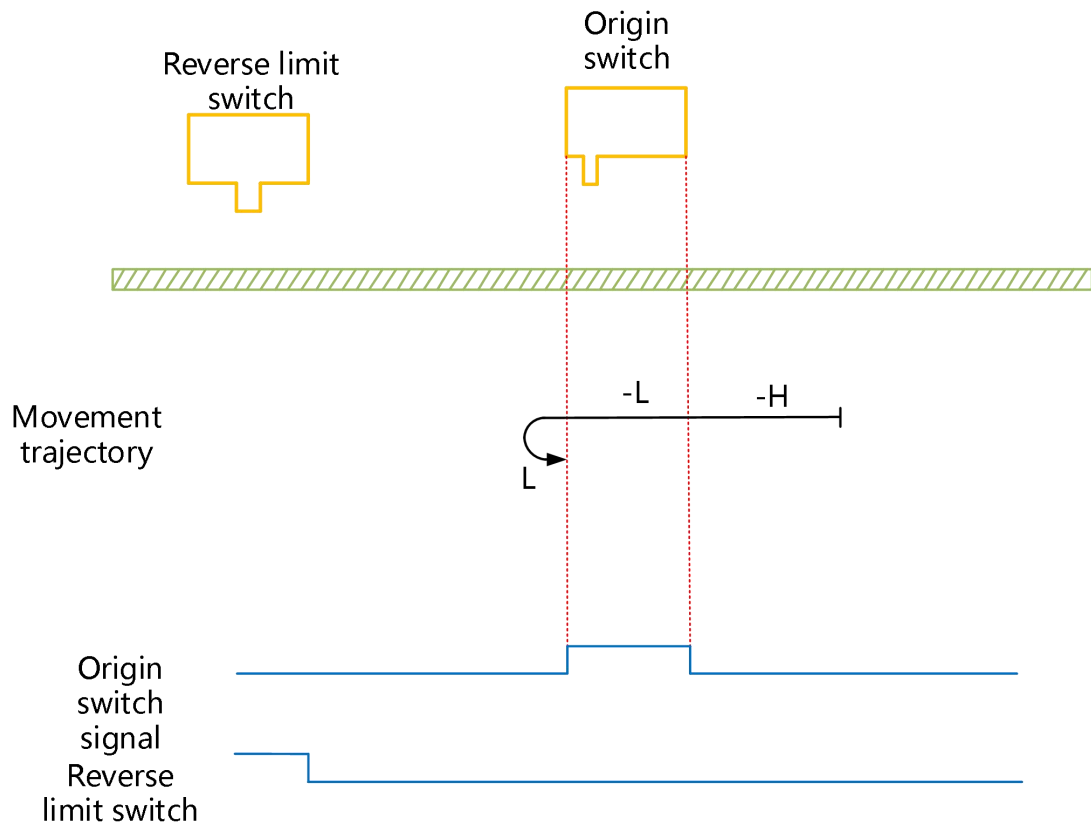 Origin
switch
Reverse limit
switch
-L
-H
Movement
trajectory
L
Origin
switch
signal
Reverse
limit switch